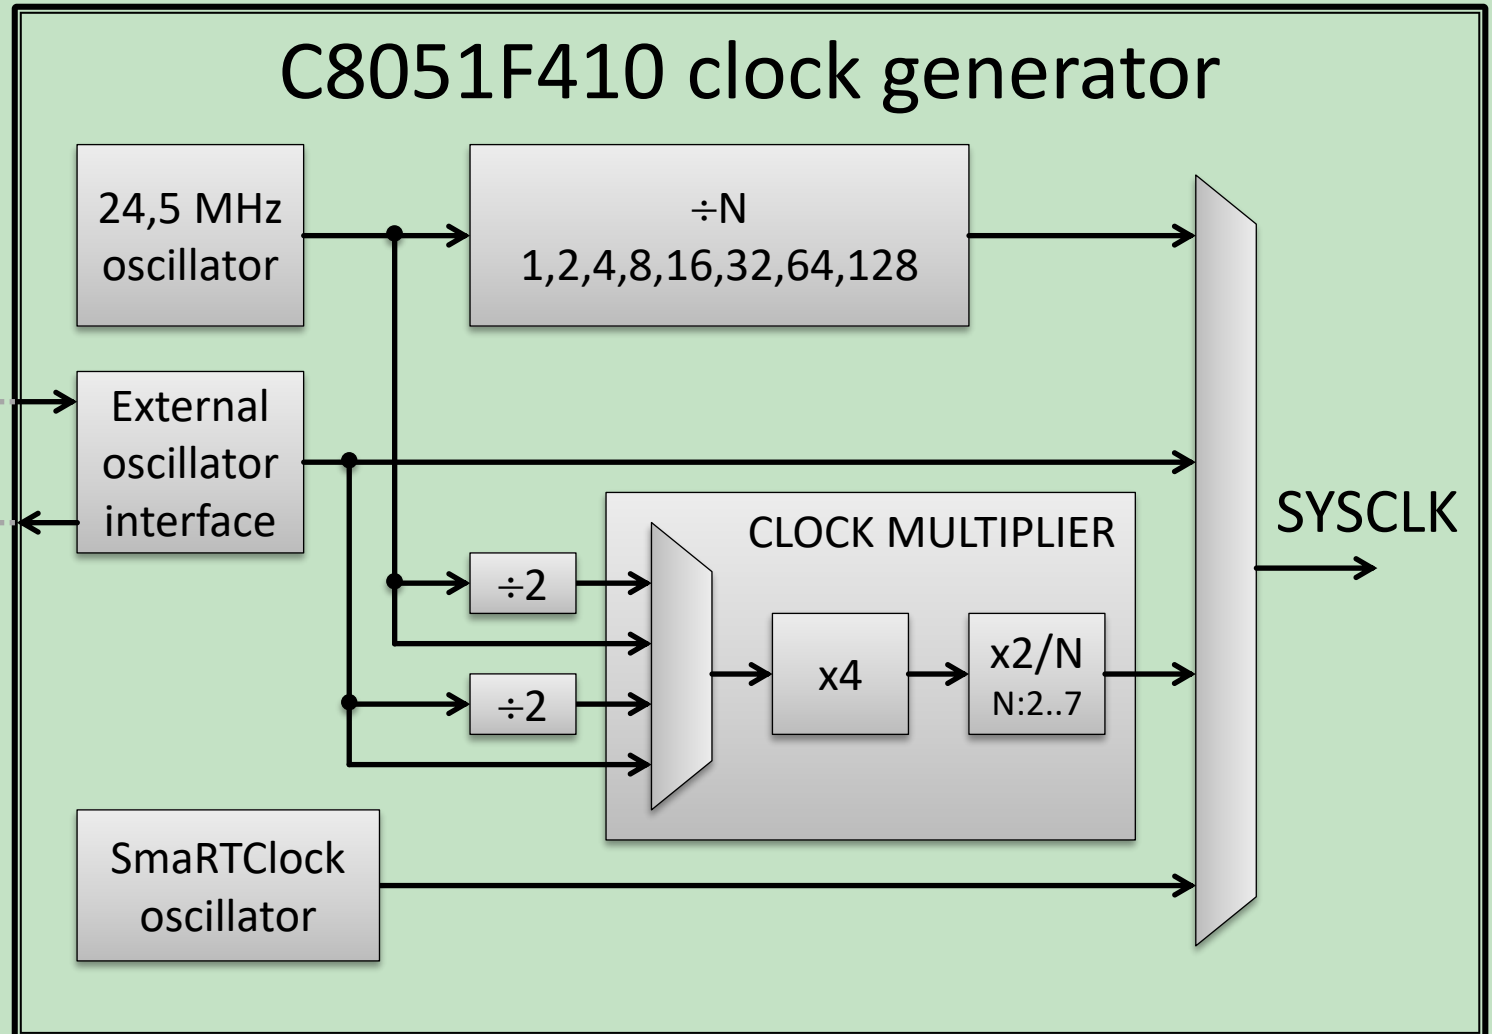 C8051F410 clock generator
24,5 MHz
oscillator
÷N
1,2,4,8,16,32,64,128
External
oscillator
interface
SYSCLK
CLOCK MULTIPLIER
÷2
÷2
x4
x2/N
N:2..7
SmaRTClock
oscillator